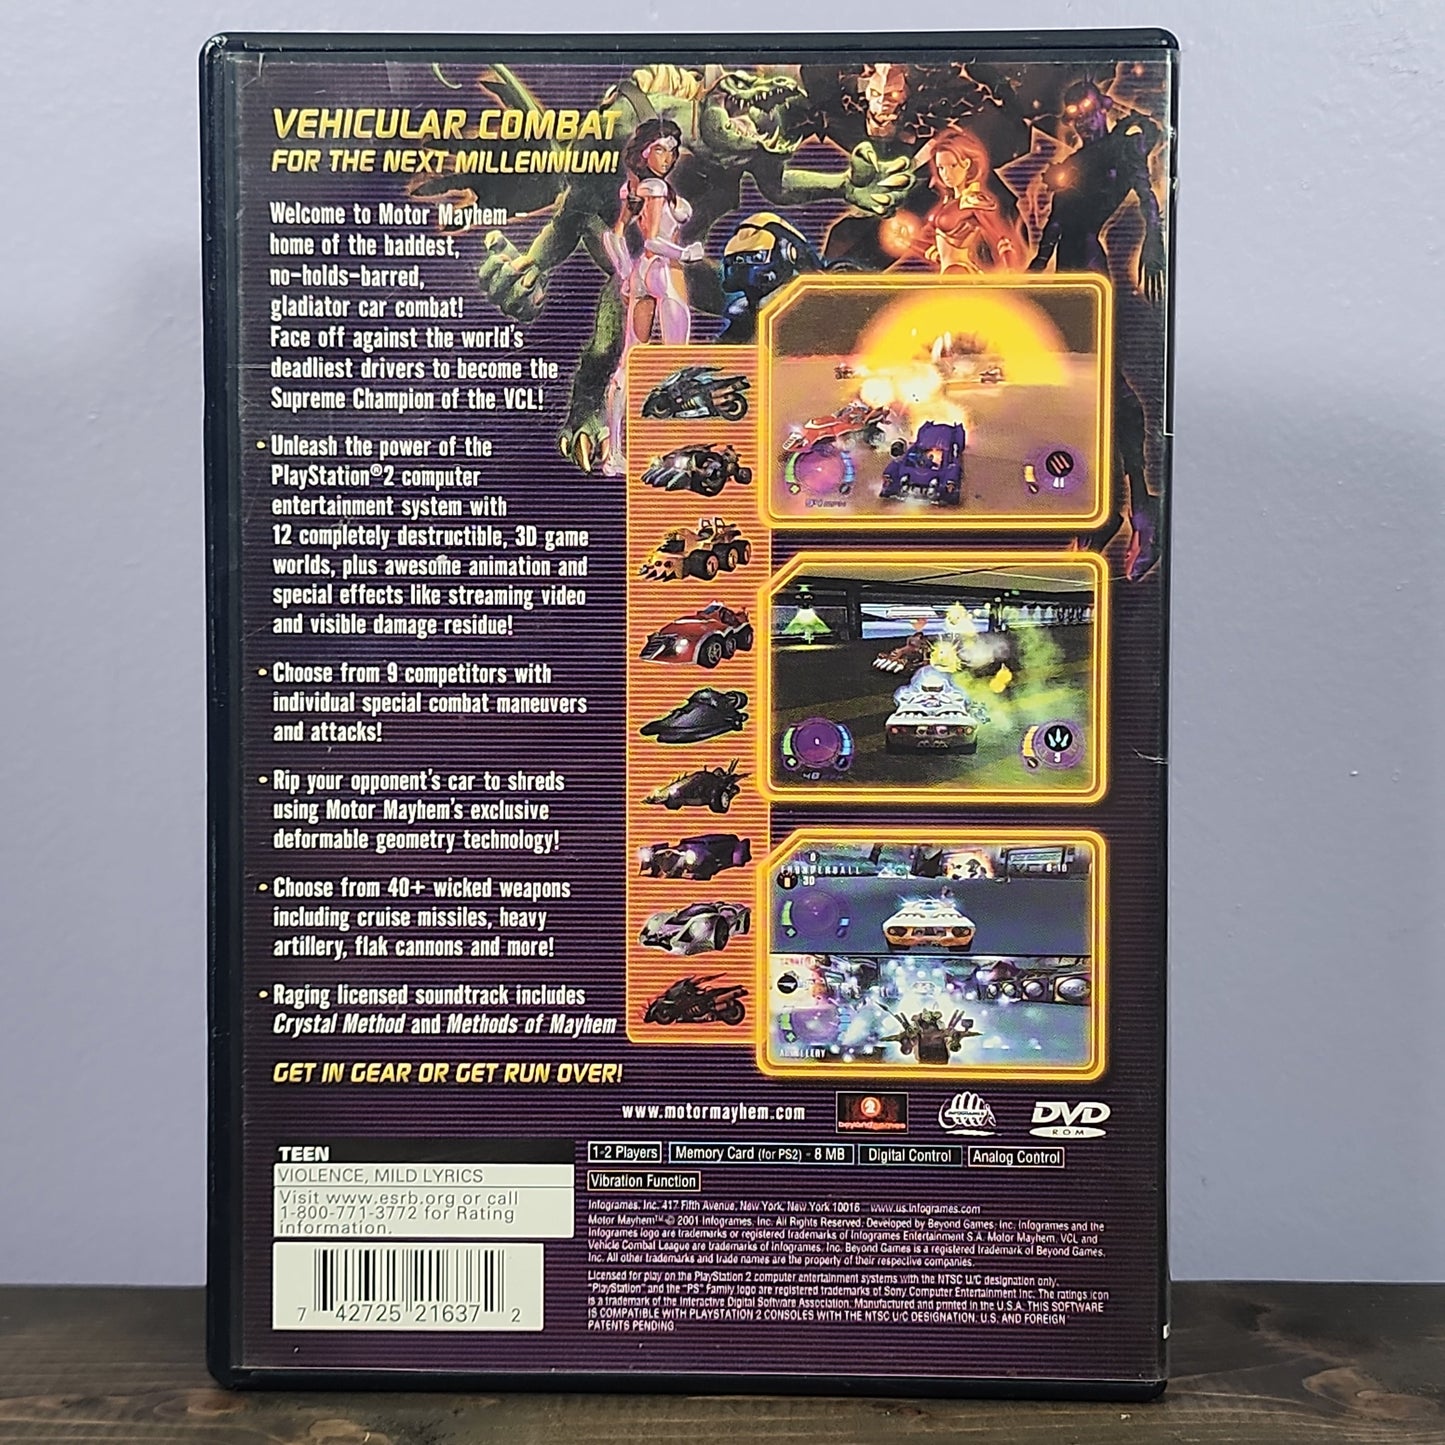 VEHICULAR COMBAT
FOR THE NEXT MILLENNIUM!
Welcome to Motor Mayhem –
home of the baddest,
no-holds-barred,
gladiator car combat!
Face off against the world's
deadliest drivers to become the
Supreme Champion of the VCL!
• Unleash the power of the
PlayStation®2 computer
entertainment system with
12 completely destructible, 3D game
worlds, plus awesome animation and
special effects like streaming video
and visible damage residue!
• Choose from 9 competitors with
individual special combat maneuvers
and attacks!
• Rip your opponent's car to shreds
using Motor Mayhem's exclusive
deformable geometry technology!
• Choose from 40+ wicked weapons
including cruise missiles, heavy
artillery, flak cannons and more!
• Raging licensed soundtrack includes
Crystal Method and Methods of Mayhem
GET IN GEAR OR GET RUN OVER!
41
3
30
www.motormayhem.com
beyond games
DVD
ROM
TEEN
VIOLENCE, MILD LYRICS
Visit www.esrb.org or call
1-800-771-3772 for Rating
information.
7 42725 21637 2
1-2 Players
Memory Card (for PS2) - 8 MB
Digital Control
Analog Control
Vibration Function
Infogrames, Inc. 417 Fifth Avenue, New York, New York 10016 www.us.infogrames.com
Motor Mayhem™ © 2001 Infogrames, Inc. All Rights Reserved. Developed by Beyond Games, Inc. Infogrames and the
Infogrames logo are trademarks or registered trademarks of Infogrames Entertainment S.A. Motor Mayhem, VCL and
Vehicle Combat League are trademarks of Infogrames, Inc. Beyond Games is a registered trademark of Beyond Games,
Inc. All other trademarks and trade names are the property of their respective companies.
Licensed for play on the PlayStation 2 computer entertainment systems with the NTSC U/C designation only.
"PlayStation" and the "PS" Family logo are registered trademarks of Sony Computer Entertainment Inc. The ratings icon
is a trademark of the Interactive Digital Software Association. Manufactured and printed in the U.S.A. THIS SOFTWARE
IS COMPATIBLE WITH PLAYSTATION 2 CONSOLES WITH THE NTSC U/C DESIGNATION. U.S. AND FOREIGN
PATENTS PENDING.